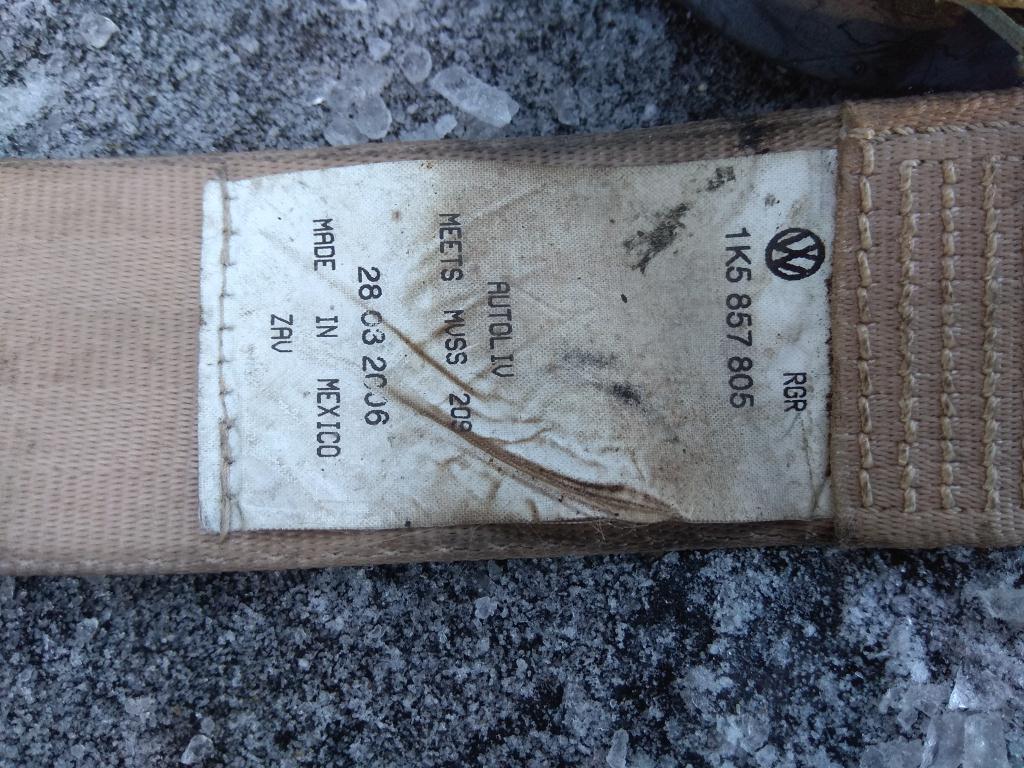 RGR
1K5 857 805
AUTOLIV
MEETS MVSS 209
28 03 2006
MADE IN MEXICO
ZAV